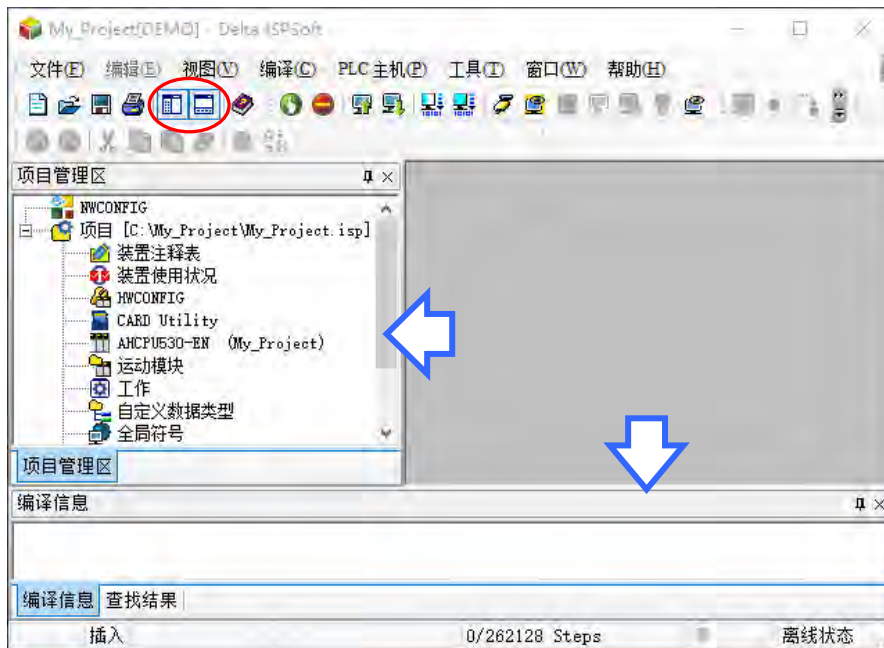 My_Project[DEMO] - Delta ISPSoft
文件(F) 编辑(E) 视图(V) 编译(C) PLC 主机(P) 工具(T) 窗口(W) 帮助(H)
项目管理区
NWCONFIG
项目 [C:\My_Project\My_Project.isp]
装置注释表
装置使用状况
HWCONFIG
CARD Utility
AHCPU530-EN (My_Project)
运动模块
工作
自定义数据类型
全局符号
项目管理区
编译信息
编译信息 查找结果
插入 0/262128 Steps 离线状态